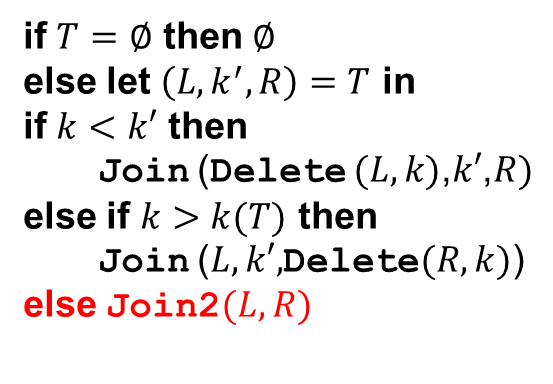 if T = ∅ then ∅
else let (L, k′, R) = T in
if k < k′ then
Join(Delete(L, k),k′,R)
else if k > k(T) then
Join(L, k′,Delete(R, k))
else Join2(L, R)